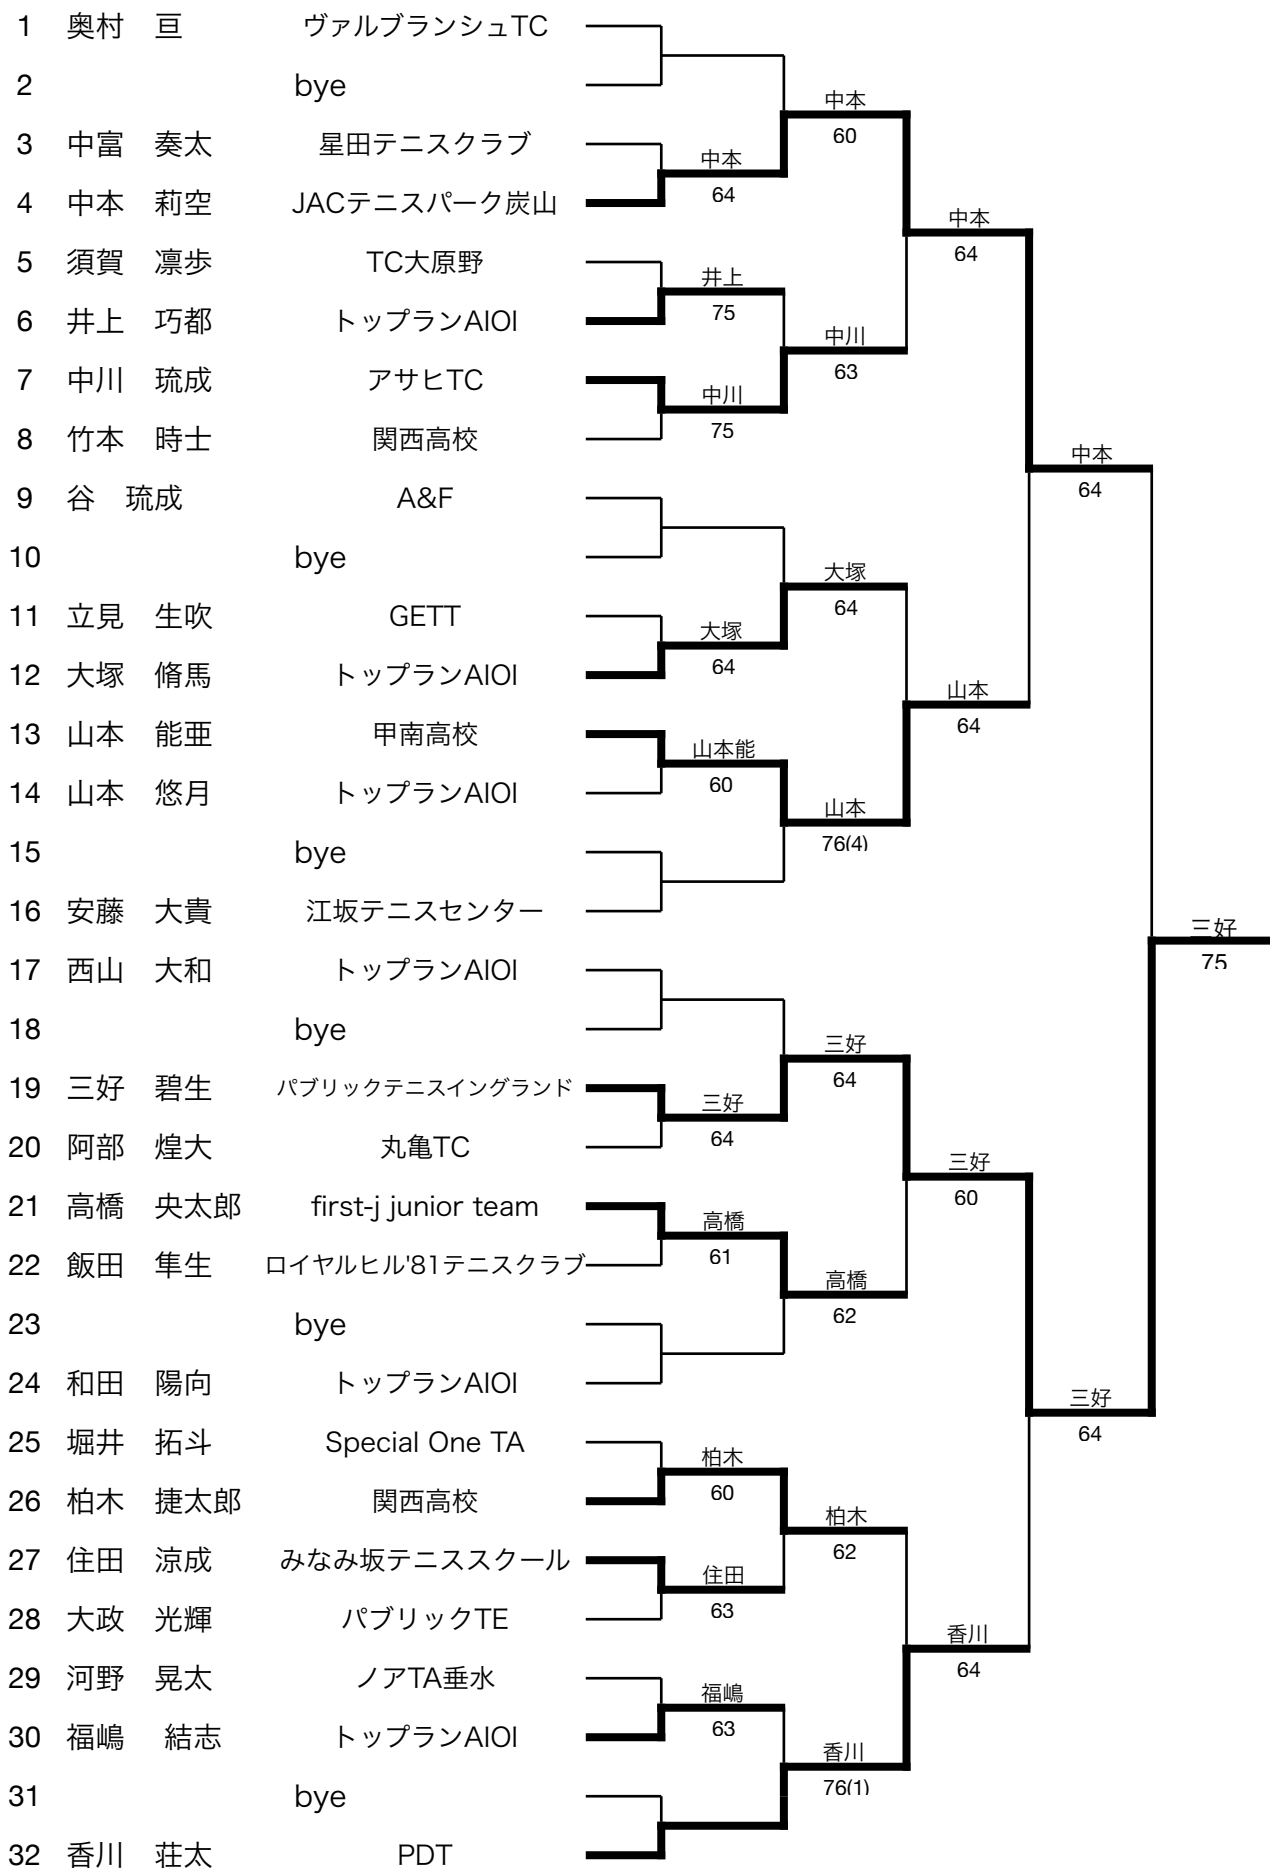 1 奥村　亘 ヴァルブランシュTC
2 bye
中本
60
3 中富　奏太 星田テニスクラブ
中本
64
4 中本　莉空 JACテニスパーク炭山
中本
64
5 須賀　凛歩 TC大原野
井上
75
6 井上　巧都 トップランAIOI
中川
63
7 中川　琉成 アサヒTC
中川
75
8 竹本　時士 関西高校
中本
64
9 谷　琉成 A&F
10 bye
大塚
64
11 立見　生吹 GETT
大塚
64
12 大塚　脩馬 トップランAIOI
山本
64
13 山本　能亜 甲南高校
山本能
60
14 山本　悠月 トップランAIOI
山本
76(4)
15 bye
16 安藤　大貴 江坂テニスセンター
三好
75
17 西山　大和 トップランAIOI
18 bye
三好
64
19 三好　碧生 パブリックテニスイングランド
三好
64
20 阿部　煌大 丸亀TC
三好
60
21 高橋　央太郎 first-j junior team
高橋
61
22 飯田　隼生 ロイヤルヒル'81テニスクラブ
高橋
62
23 bye
24 和田　陽向 トップランAIOI
三好
64
25 堀井　拓斗 Special One TA
柏木
60
26 柏木　捷太郎 関西高校
柏木
62
27 住田　涼成 みなみ坂テニススクール
住田
63
28 大政　光輝 パブリックTE
香川
64
29 河野　晃太 ノアTA垂水
福嶋
63
30 福嶋　結志 トップランAIOI
香川
76(1)
31 bye
32 香川　荘太 PDT